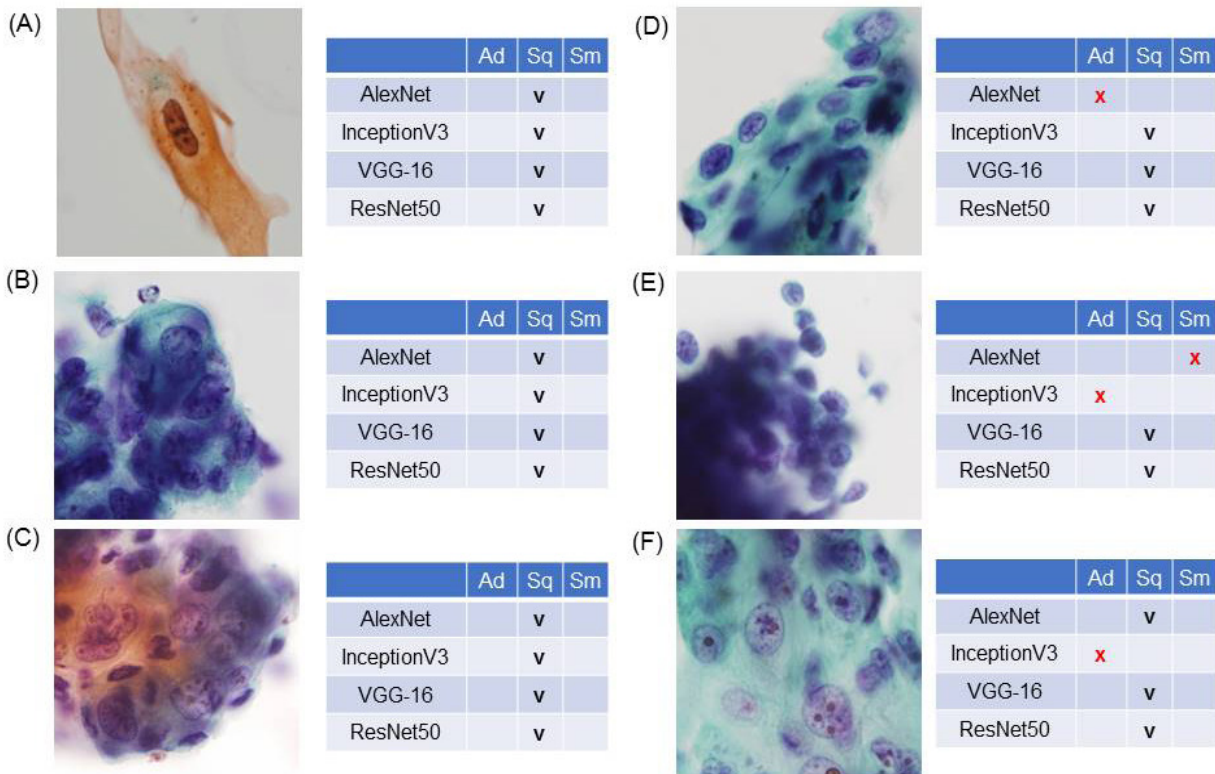 (A)
Ad Sq Sm
AlexNet v
InceptionV3 v
VGG-16 v
ResNet50 v
(B)
Ad Sq Sm
AlexNet v
InceptionV3 v
VGG-16 v
ResNet50 v
(C)
Ad Sq Sm
AlexNet v
InceptionV3 v
VGG-16 v
ResNet50 v
(D)
Ad Sq Sm
AlexNet x
InceptionV3 v
VGG-16 v
ResNet50 v
(E)
Ad Sq Sm
AlexNet x
InceptionV3 x
VGG-16 v
ResNet50 v
(F)
Ad Sq Sm
AlexNet v
InceptionV3 x
VGG-16 v
ResNet50 v